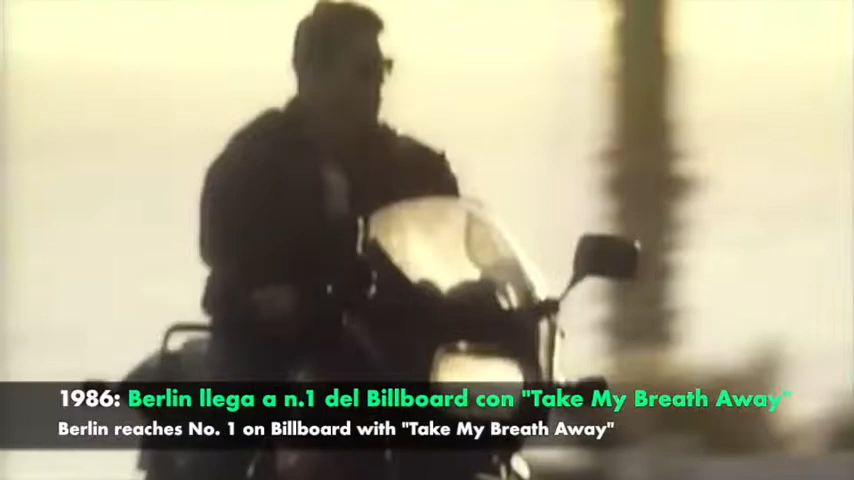 1986: Berlin llega a n.1 del Billboard con "Take My Breath Away"
Berlin reaches No. 1 on Billboard with "Take My Breath Away"